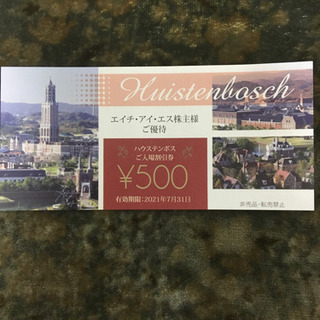 Huistenbosch
エイチ・アイ・エス株主様
ご優待
ハウステンボス
ご入場割引券
¥500
有効期限:2021年7月31日
非売品・転売禁止